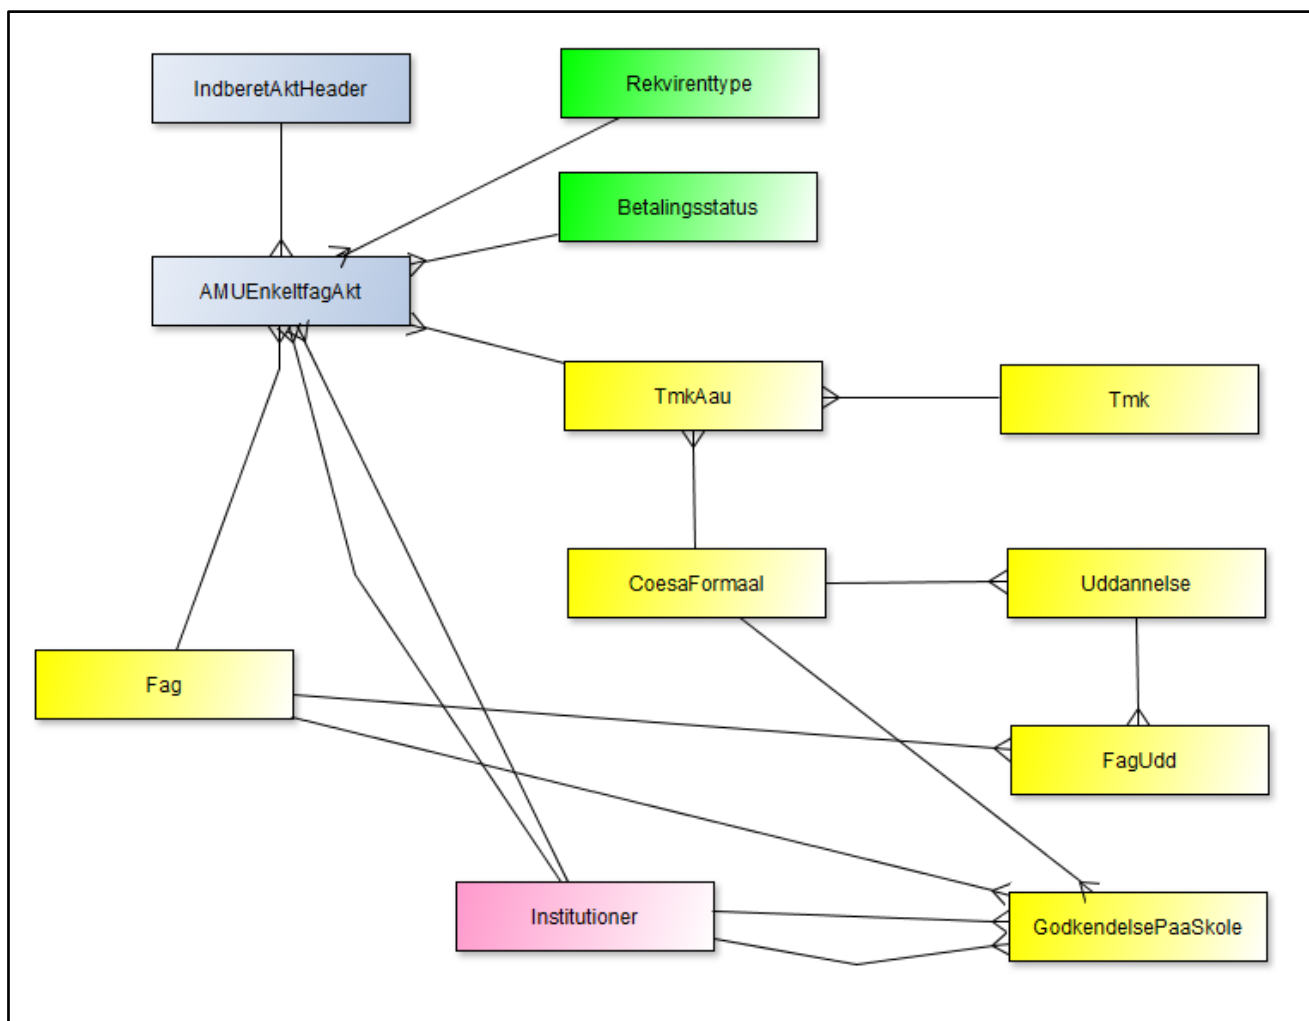 IndberetAktHeader
Rekvirenttype
Betalingsstatus
AMUEnkeltfagAkt
TmkAau
Tmk
CoesaFormaal
Uddannelse
Fag
FagUdd
Institutioner
GodkendelsePaaSkole